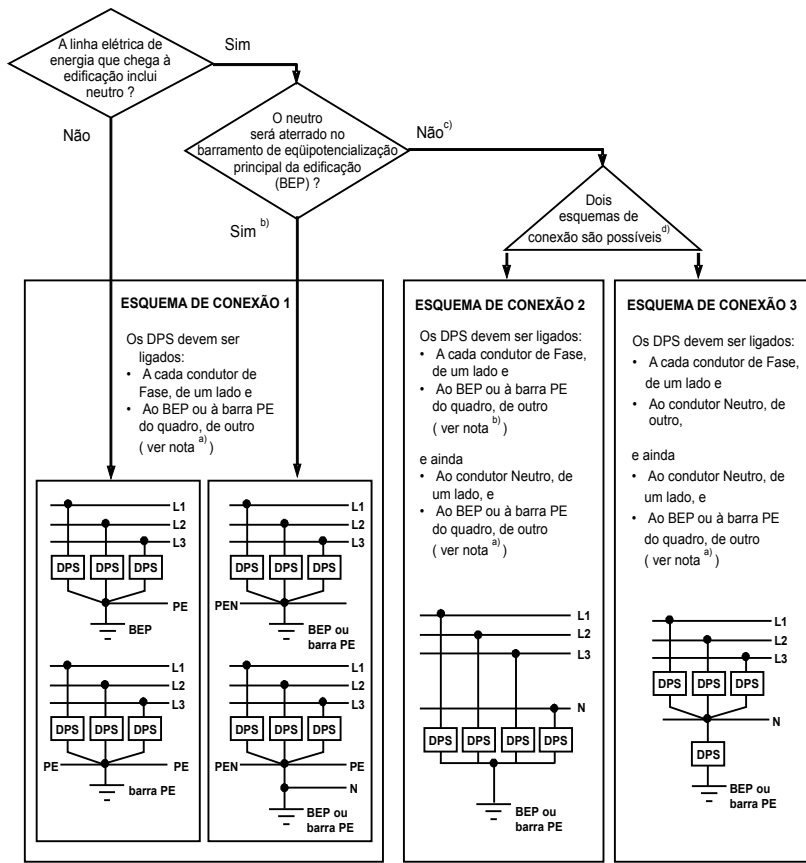 A linha elétrica de
energia que chega à
edificação inclui
neutro ?
Sim
Não
O neutro
será aterrado no
barramento de eqüipotencialização
principal da edificação
(BEP) ?
Não c)
Sim b)
Dois
esquemas de
conexão são possíveis d)
ESQUEMA DE CONEXÃO 1
Os DPS devem ser
ligados:
• A cada condutor de
Fase, de um lado e
• Ao BEP ou à barra PE
do quadro, de outro
( ver nota a) )
L1
L2
L3
DPS DPS DPS
PE
BEP
L1
L2
L3
DPS DPS DPS
PE PE
barra PE
L1
L2
L3
DPS DPS DPS
PEN
BEP ou
barra PE
L1
L2
L3
DPS DPS DPS
PEN PE
N
BEP ou
barra PE
ESQUEMA DE CONEXÃO 2
Os DPS devem ser ligados:
• A cada condutor de Fase,
de um lado e
• Ao BEP ou à barra PE
do quadro, de outro
( ver nota b) )
e ainda
• Ao condutor Neutro, de
um lado, e
• Ao BEP ou à barra PE
do quadro, de outro
( ver nota a) )
L1
L2
L3
N
DPS DPS DPS DPS
BEP ou
barra PE
ESQUEMA DE CONEXÃO 3
Os DPS devem ser ligados:
• A cada condutor de Fase,
de um lado e
• Ao condutor Neutro, de
outro,
e ainda
• Ao condutor Neutro, de
um lado, e
• Ao BEP ou à barra PE
do quadro, de outro
( ver nota a) )
L1
L2
L3
DPS DPS DPS
N
DPS
BEP ou
barra PE